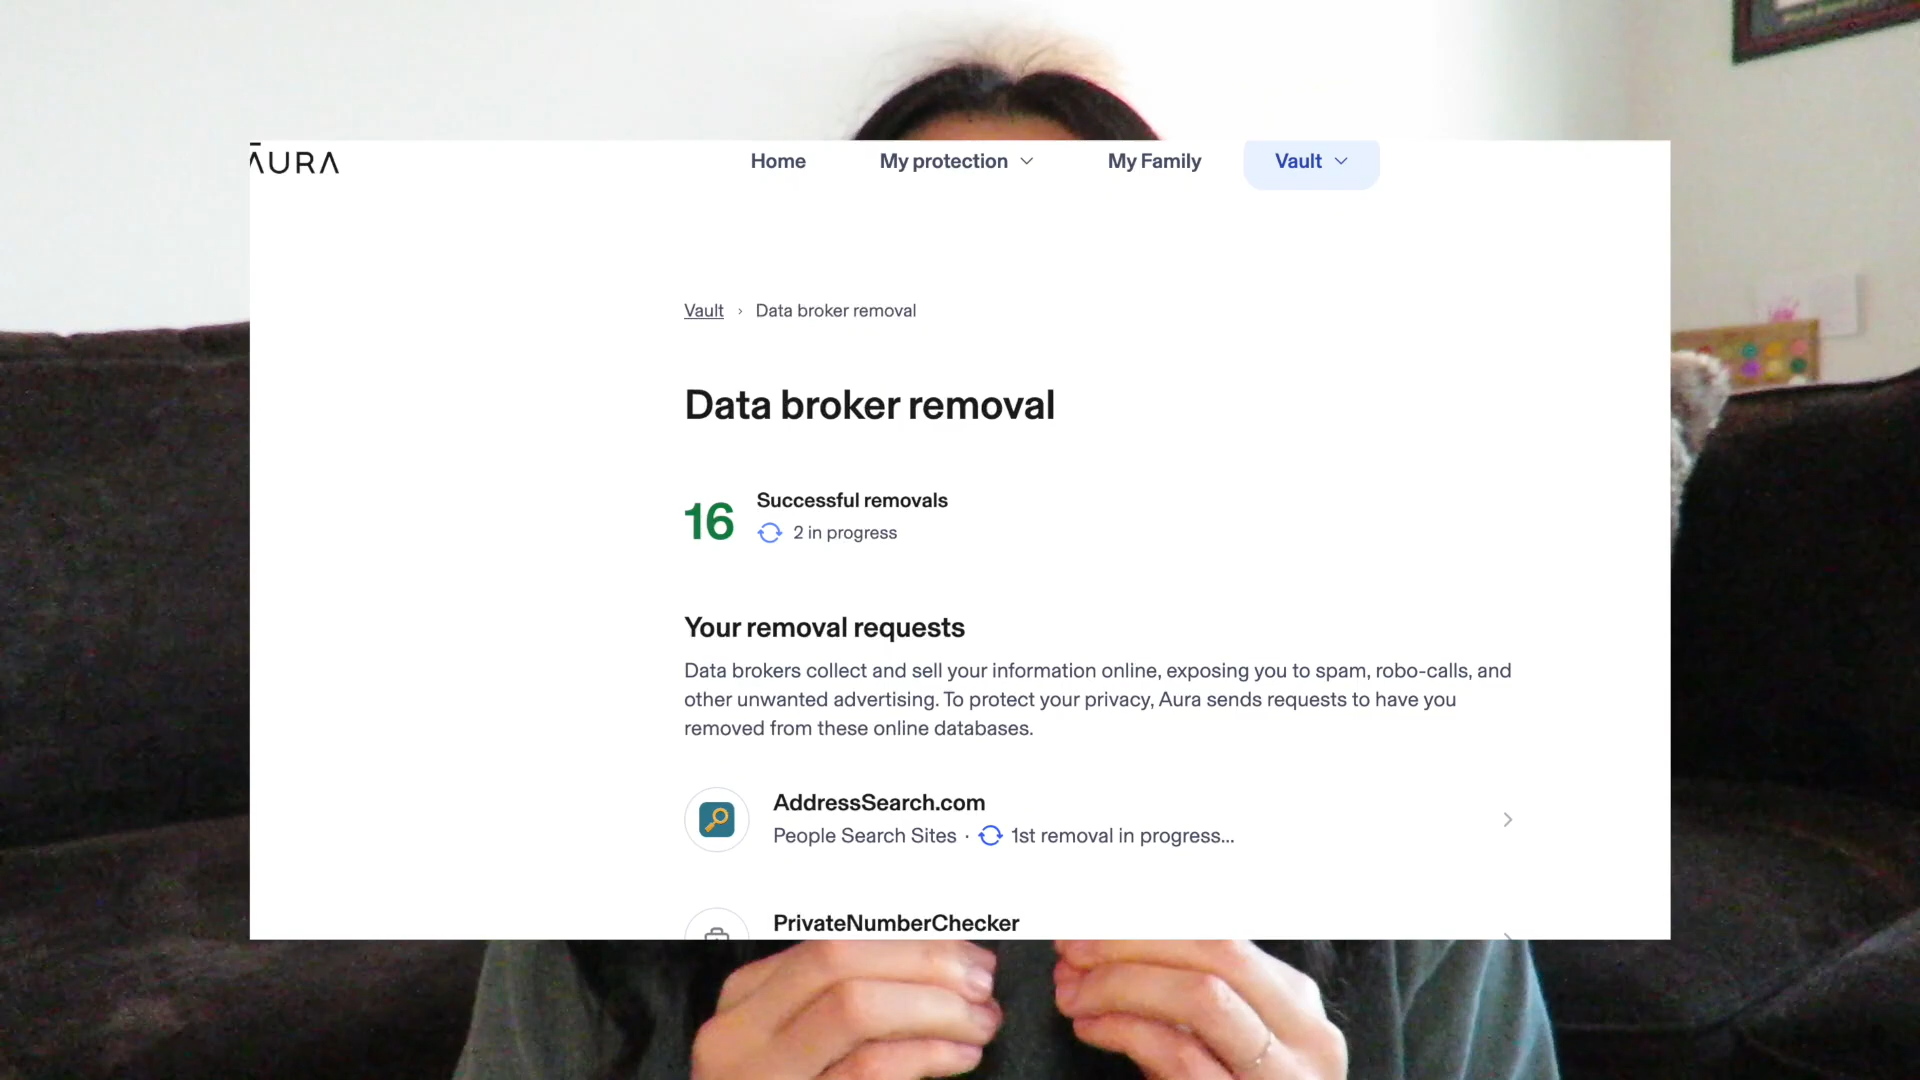 AURA
Home
My protection
My Family
Vault
Vault › Data broker removal
Data broker removal
16
Successful removals
2 in progress
Your removal requests
Data brokers collect and sell your information online, exposing you to spam, robo-calls, and
other unwanted advertising. To protect your privacy, Aura sends requests to have you
removed from these online databases.
AddressSearch.com
People Search Sites · 1st removal in progress...
PrivateNumberChecker